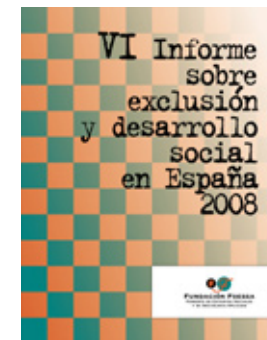 VI Informe
sobre
exclusión
y desarrollo
social
en España
2008
FUNDACIÓN FOESSA